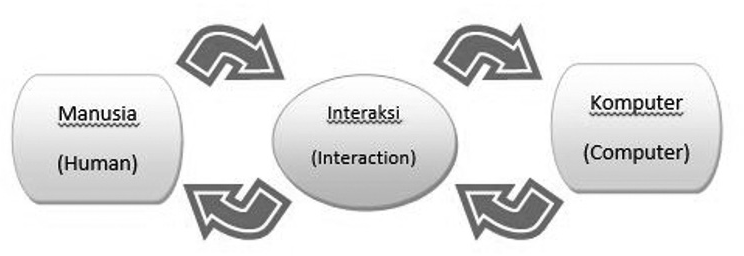 Manusia
(Human)
Interaksi
(Interaction)
Komputer
(Computer)